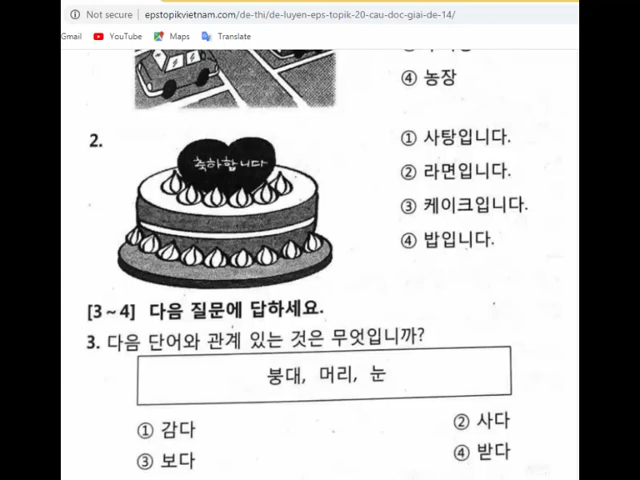 Not secure | epstopikvietnam.com/de-thi/de-luyen-eps-topik-20-cau-doc-giai-de-14/
Gmail YouTube Maps Translate
④ 농장
2.
축하합니다
① 사탕입니다.
② 라면입니다.
③ 케이크입니다.
④ 밥입니다.
[3~4] 다음 질문에 답하세요.
3. 다음 단어와 관계 있는 것은 무엇입니까?
붕대, 머리, 눈
① 감다
② 사다
③ 보다
④ 받다